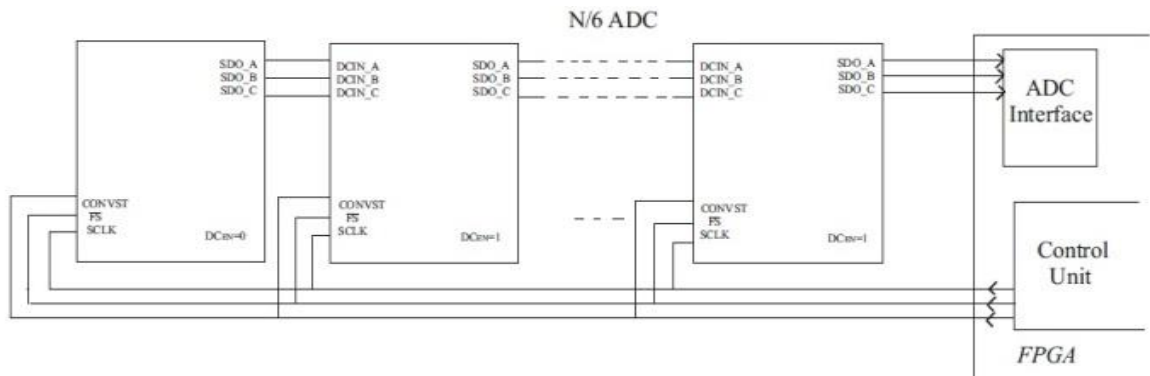 N/6 ADC
SDO_A
SDO_B
SDO_C
CONVST
FS
SCLK
DCEN=0
DCIN_A
DCIN_B
DCIN_C
SDO_A
SDO_B
SDO_C
CONVST
FS
SCLK
DCEN=1
DCIN_A
DCIN_B
DCIN_C
SDO_A
SDO_B
SDO_C
CONVST
FS
SCLK
DCEN=1
ADC
Interface
Control
Unit
FPGA